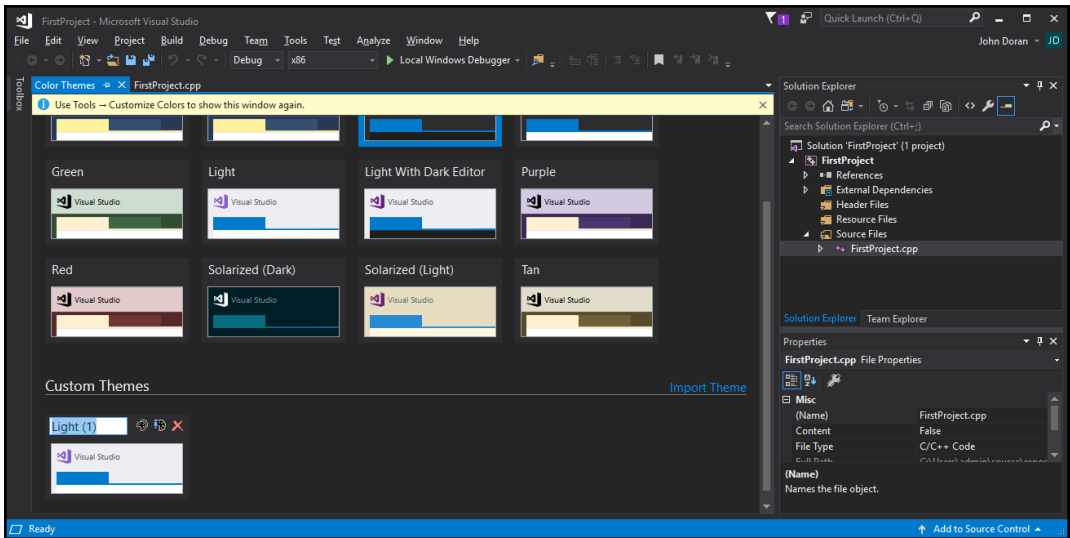 FirstProject - Microsoft Visual Studio
1
Quick Launch (Ctrl+Q)
File Edit View Project Build Debug Team Tools Test Analyze Window Help
John Doran JD
Debug x86 Local Windows Debugger
Toolbox
Color Themes FirstProject.cpp
Use Tools → Customize Colors to show this window again.
Green Light Light With Dark Editor Purple
Visual Studio Visual Studio Visual Studio Visual Studio
Red Solarized (Dark) Solarized (Light) Tan
Visual Studio Visual Studio Visual Studio Visual Studio
Custom Themes Import Theme
Light (1)
Visual Studio
Solution Explorer
Search Solution Explorer (Ctrl+;)
Solution 'FirstProject' (1 project)
FirstProject
References
External Dependencies
Header Files
Resource Files
Source Files
FirstProject.cpp
Solution Explorer Team Explorer
Properties
FirstProject.cpp File Properties
Misc
(Name) FirstProject.cpp
Content False
File Type C/C++ Code
Full Path
(Name)
Names the file object.
Ready
Add to Source Control